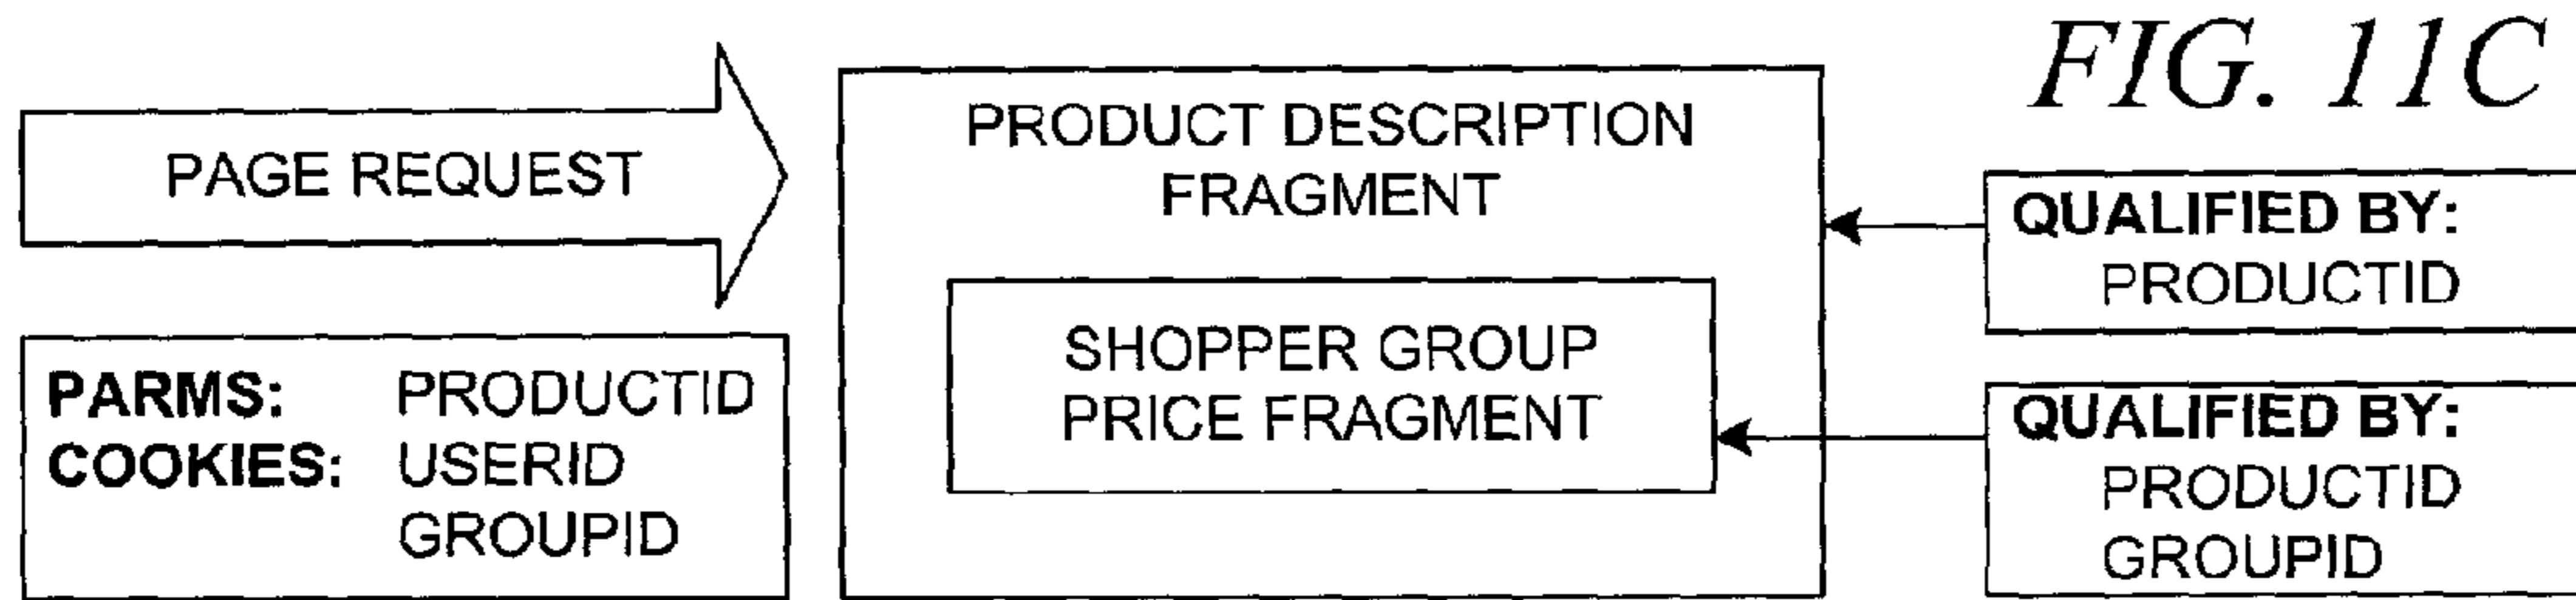 FIG. 11C
PAGE REQUEST
PARMS: PRODUCTID
COOKIES: USERID
GROUPID
PRODUCT DESCRIPTION
FRAGMENT
SHOPPER GROUP
PRICE FRAGMENT
QUALIFIED BY:
PRODUCTID
QUALIFIED BY:
PRODUCTID
GROUPID